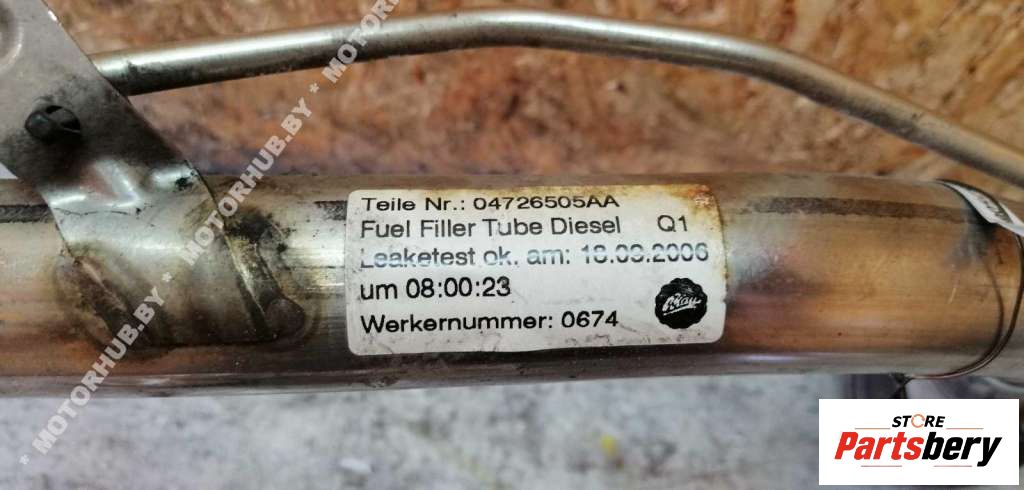 Teile Nr.: 04726505AA
Fuel Filler Tube Diesel Q1
Leaketest ok. am: 18.09.2006
um 08:00:23
Werkernummer: 0674
* MOTORHUB.BY * MOTORHUB.BY * MOTORHUB.BY
STORE
Partsbery